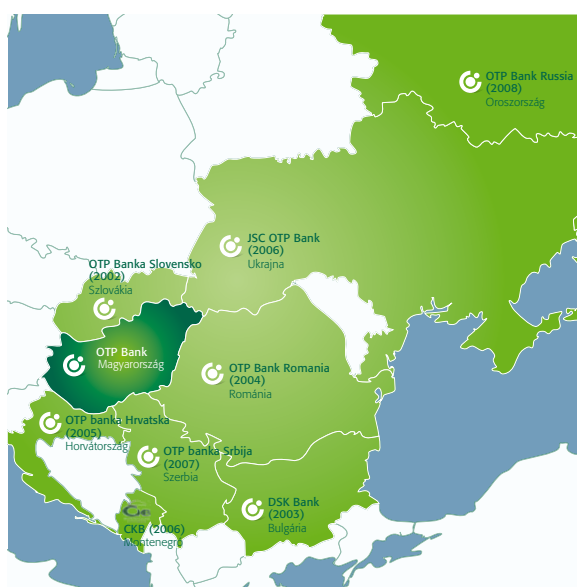 OTP Bank Russia
(2008)
Oroszország
JSC OTP Bank
(2006)
Ukrajna
OTP Banka Slovensko
(2002)
Szlovákia
OTP Bank
Magyarország
OTP Bank Romania
(2004)
Románia
OTP banka Hrvatska
(2005)
Horvátország
OTP banka Srbija
(2007)
Szerbia
DSK Bank
(2003)
Bulgária
CKB (2006)
Montenegró